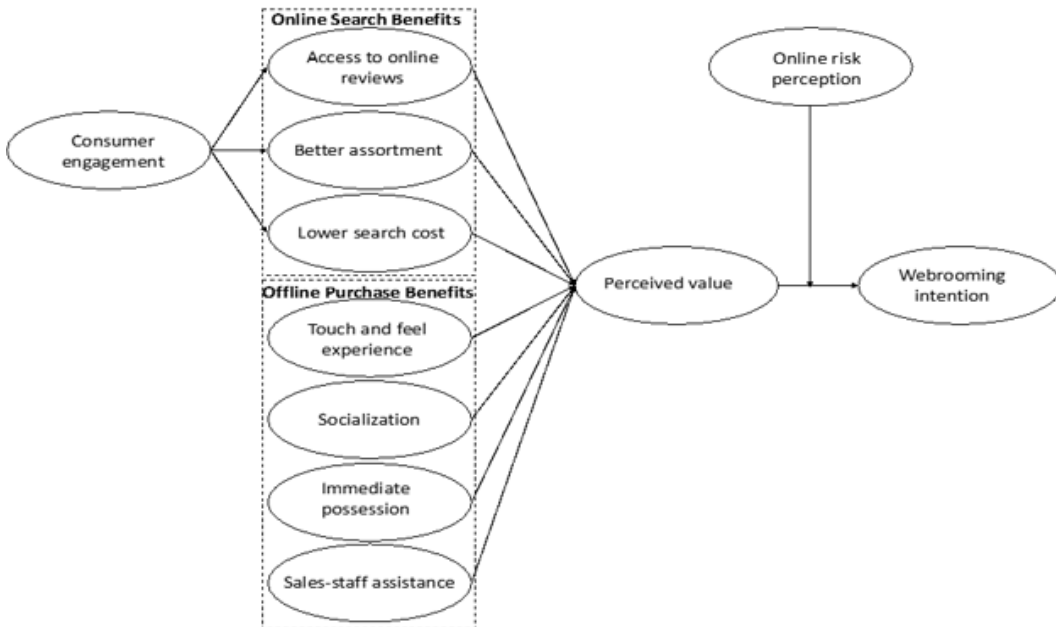 Online Search Benefits
Access to online
reviews
Online risk
perception
Consumer
engagement
Better assortment
Lower search cost
Offline Purchase Benefits
Perceived value
Webrooming
intention
Touch and feel
experience
Socialization
Immediate
possession
Sales-staff assistance